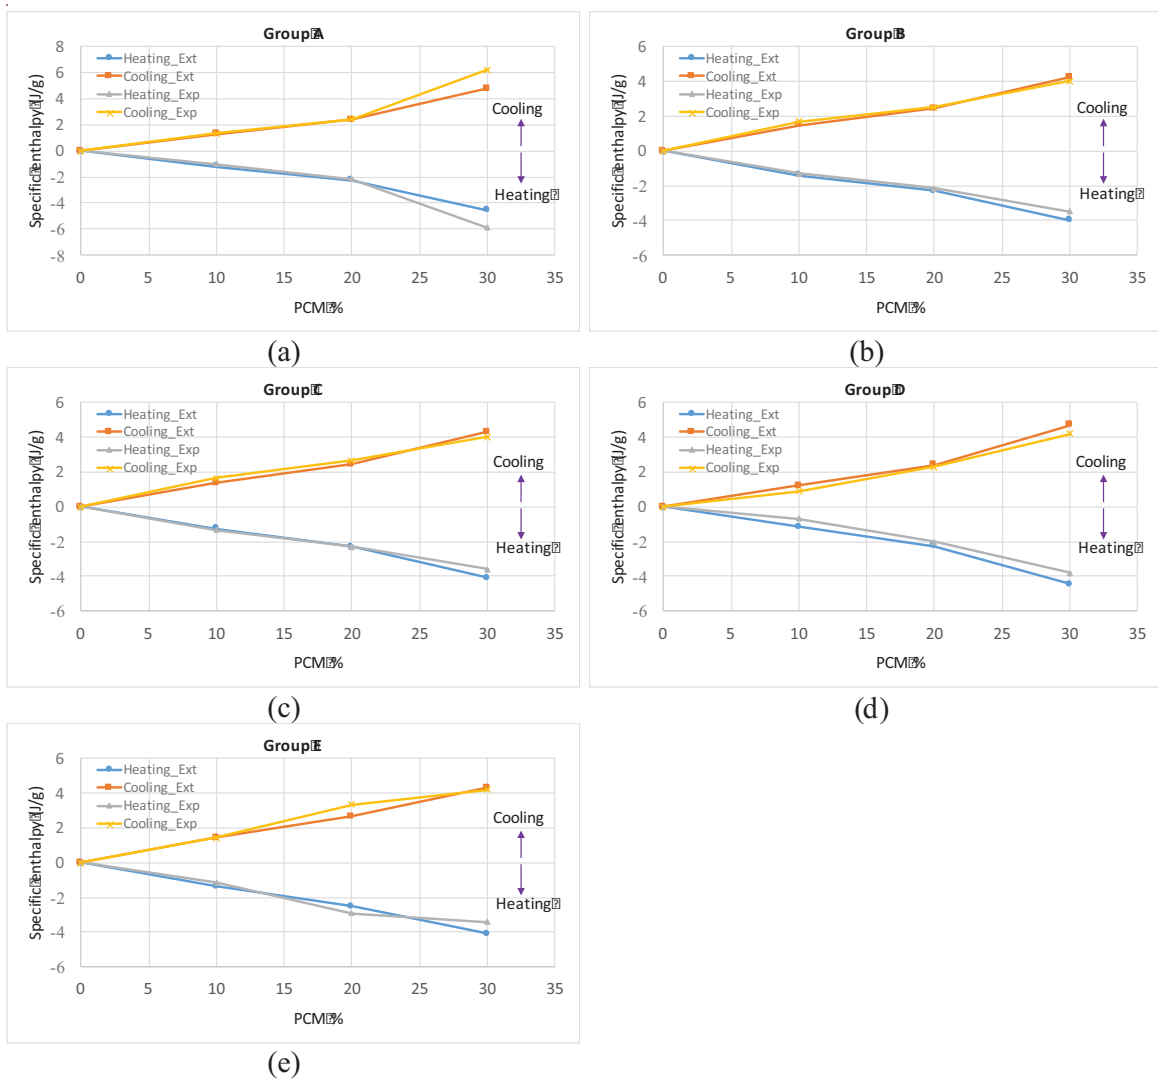 Group A
Heating_Ext
Cooling_Ext
Heating_Exp
Cooling_Exp
8
6
4
2
0
-2
-4
-6
-8
Specific enthalpy (J/g)
Cooling
Heating
0 5 10 15 20 25 30 35
PCM %
(a)
Group B
Heating_Ext
Cooling_Ext
Heating_Exp
Cooling_Exp
6
4
2
0
-2
-4
-6
Specific enthalpy (J/g)
Cooling
Heating
0 5 10 15 20 25 30 35
PCM %
(b)
Group C
Heating_Ext
Cooling_Ext
Heating_Exp
Cooling_Exp
6
4
2
0
-2
-4
-6
Specific enthalpy (J/g)
Cooling
Heating
0 5 10 15 20 25 30 35
PCM %
(c)
Group D
Heating_Ext
Cooling_Ext
Heating_Exp
Cooling_Exp
6
4
2
0
-2
-4
-6
Specific enthalpy (J/g)
Cooling
Heating
0 5 10 15 20 25 30 35
PCM %
(d)
Group E
Heating_Ext
Cooling_Ext
Heating_Exp
Cooling_Exp
6
4
2
0
-2
-4
-6
Specific enthalpy (J/g)
Cooling
Heating
0 5 10 15 20 25 30 35
PCM %
(e)